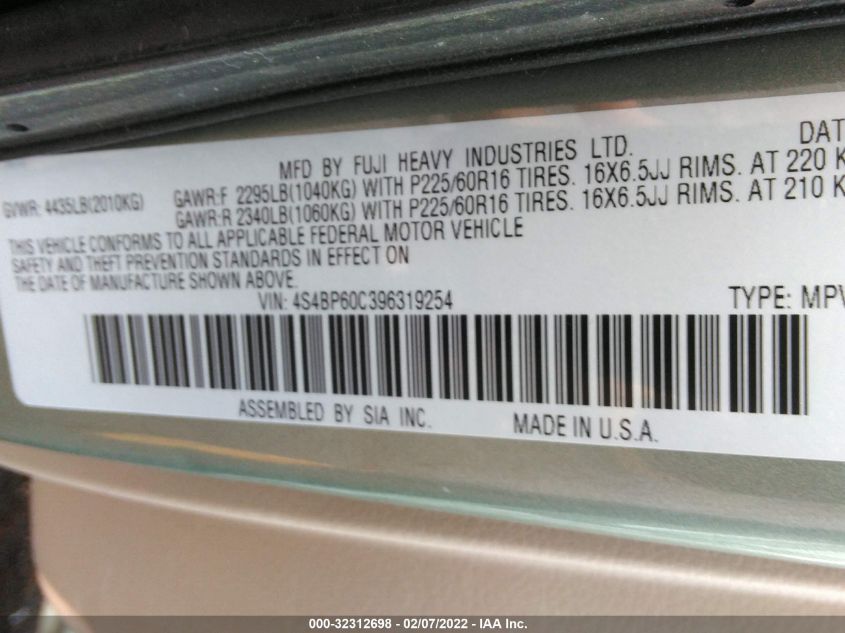 MFD BY FUJI HEAVY INDUSTRIES LTD. DAT
GVWR: 4435LB(2010KG) GAWR:F 2295LB(1040KG) WITH P225/60R16 TIRES. 16X6.5JJ RIMS. AT 220 K
GAWR:R 2340LB(1060KG) WITH P225/60R16 TIRES. 16X6.5JJ RIMS. AT 210 K
THIS VEHICLE CONFORMS TO ALL APPLICABLE FEDERAL MOTOR VEHICLE
SAFETY AND THEFT PREVENTION STANDARDS IN EFFECT ON
THE DATE OF MANUFACTURE SHOWN ABOVE.
VIN: 4S4BP60C396319254 TYPE: MPV
ASSEMBLED BY SIA INC. MADE IN U.S.A.
000-32312698 - 02/07/2022 - IAA Inc.